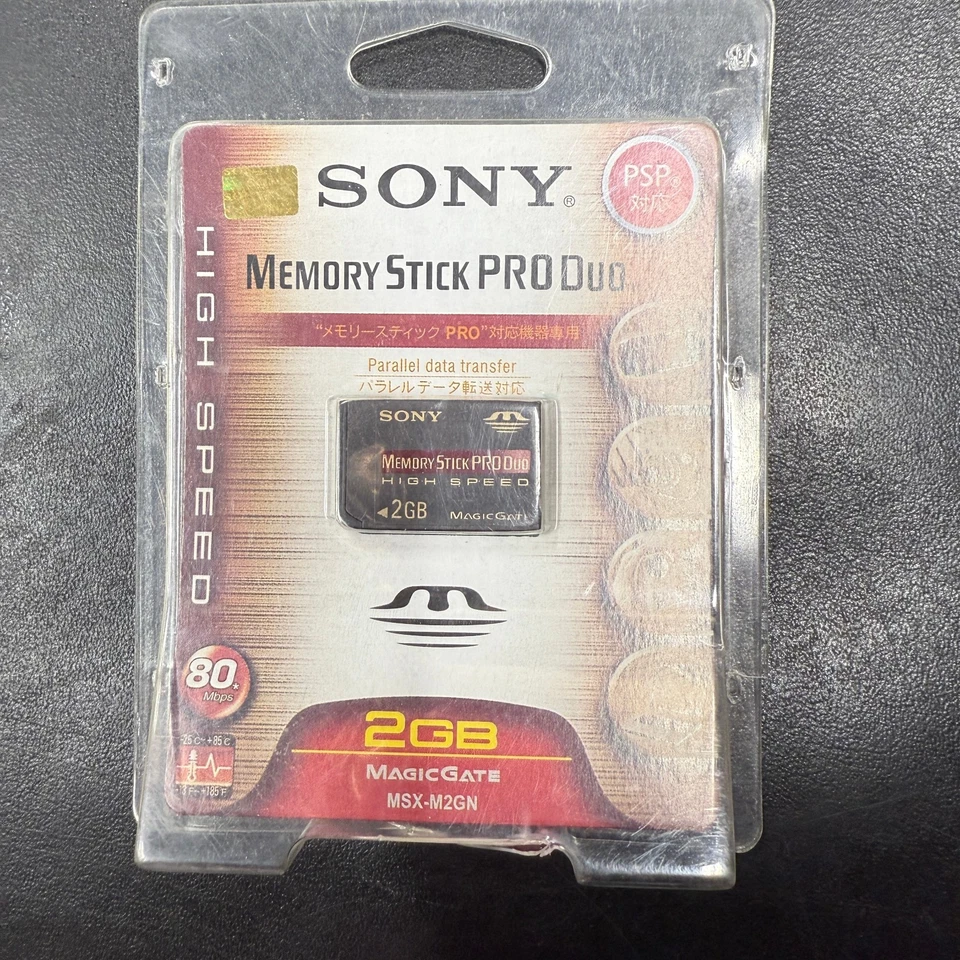 SONY®
PSP®
対応
MEMORY STICK PRO DUO
"メモリースティック PRO"対応機器専用
Parallel data transfer
パラレルデータ転送対応
HIGH SPEED
SONY
MEMORY STICK PRO DUO
HIGH SPEED
◀2GB
MAGICGATE
80*
Mbps
-25℃~+85℃
2GB
MAGICGATE
MSX-M2GN